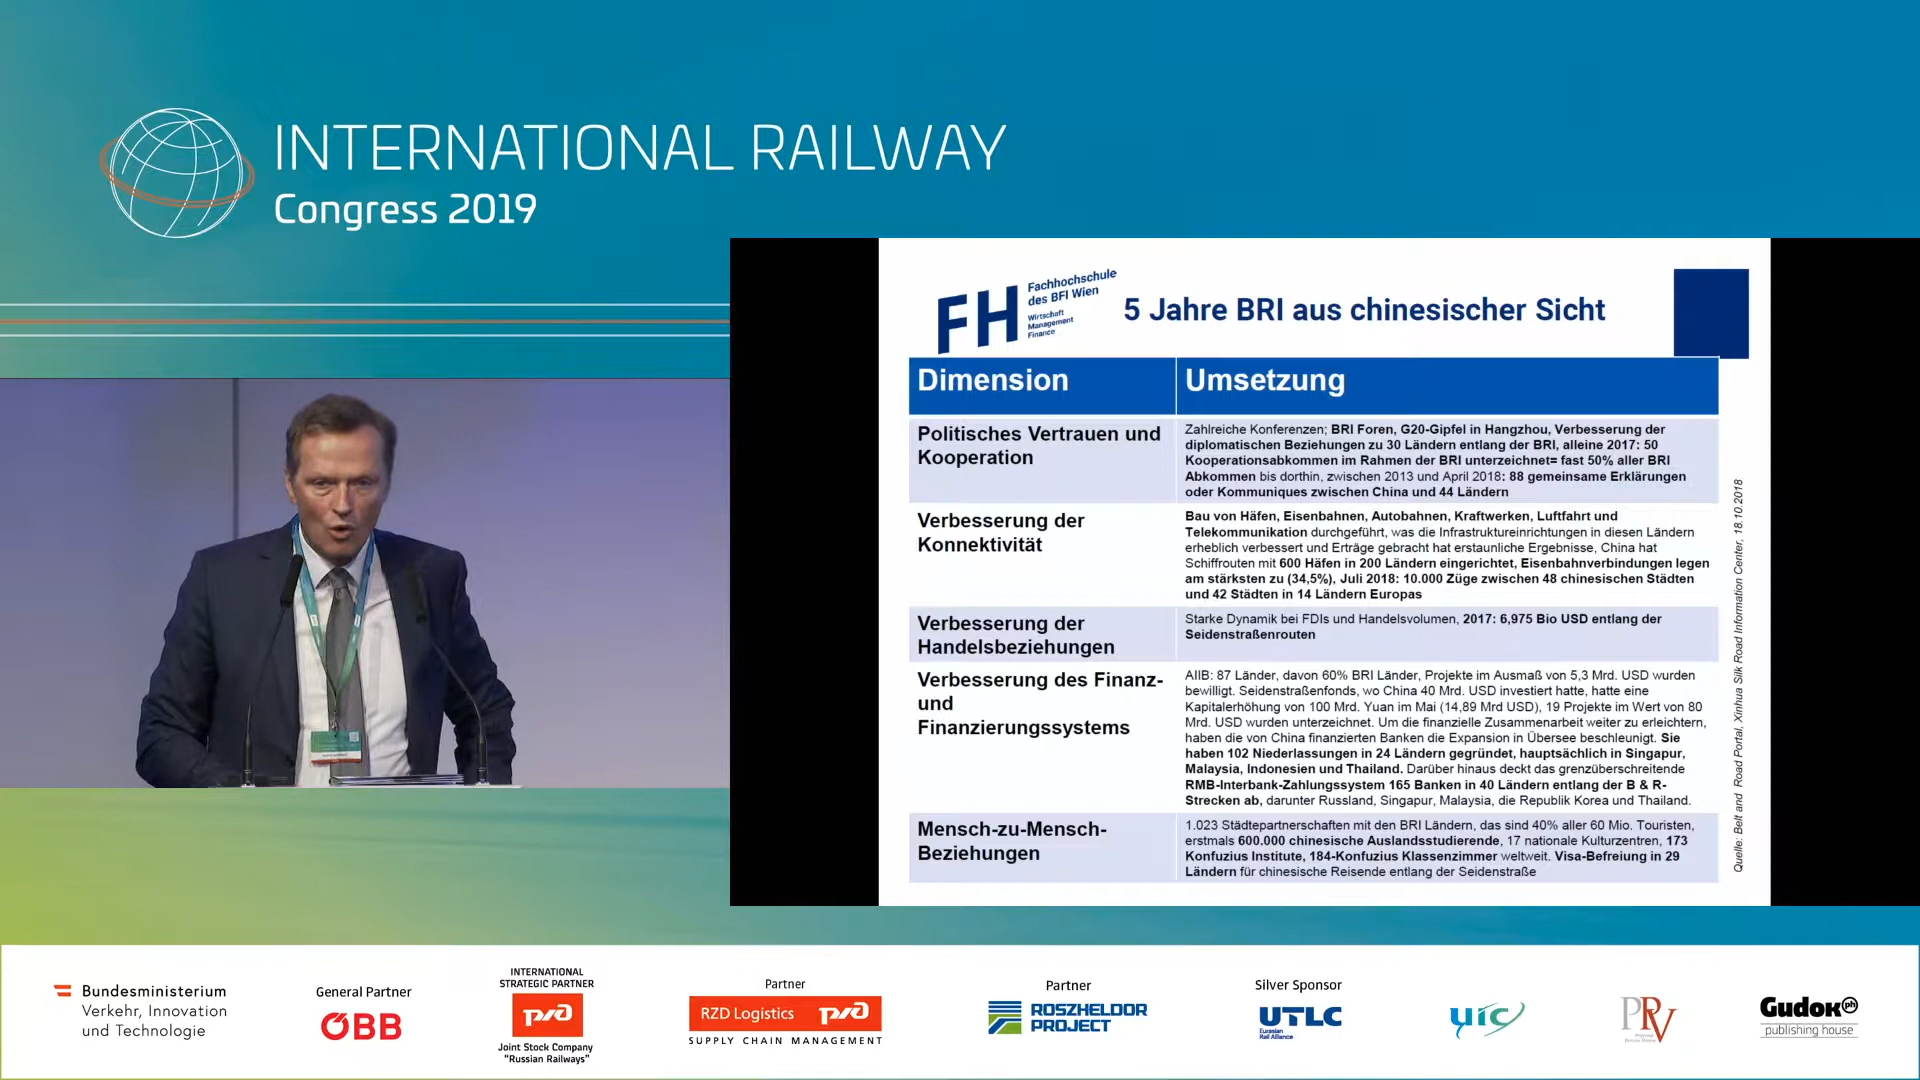 INTERNATIONAL RAILWAY
Congress 2019
FH
Fachhochschule
des BFI Wien
Wirtschaft
Management
Finance
5 Jahre BRI aus chinesischer Sicht
Dimension
Umsetzung
Politisches Vertrauen und
Kooperation
Zahlreiche Konferenzen; BRI Foren, G20-Gipfel in Hangzhou, Verbesserung der
diplomatischen Beziehungen zu 30 Ländern entlang der BRI, alleine 2017: 50
Kooperationsabkommen im Rahmen der BRI unterzeichnet= fast 50% aller BRI
Abkommen bis dorthin, zwischen 2013 und April 2018: 88 gemeinsame Erklärungen
oder Kommuniques zwischen China und 44 Ländern
Verbesserung der
Konnektivität
Bau von Häfen, Eisenbahnen, Autobahnen, Kraftwerken, Luftfahrt und
Telekommunikation durchgeführt, was die Infrastruktureinrichtungen in diesen Ländern
erheblich verbessert und Erträge gebracht hat erstaunliche Ergebnisse, China hat
Schiffrouten mit 600 Häfen in 200 Ländern eingerichtet, Eisenbahnverbindungen legen
am stärksten zu (34,5%), Juli 2018: 10.000 Züge zwischen 48 chinesischen Städten
und 42 Städten in 14 Ländern Europas
Verbesserung der
Handelsbeziehungen
Starke Dynamik bei FDIs und Handelsvolumen, 2017: 6,975 Bio USD entlang der
Seidenstraßenrouten
Verbesserung des Finanz-
und
Finanzierungssystems
AIIB: 87 Länder, davon 60% BRI Länder, Projekte im Ausmaß von 5,3 Mrd. USD wurden
bewilligt. Seidenstraßenfonds, wo China 40 Mrd. USD investiert hatte, hatte eine
Kapitalerhöhung von 100 Mrd. Yuan im Mai (14,89 Mrd USD), 19 Projekte im Wert von 80
Mrd. USD wurden unterzeichnet. Um die finanzielle Zusammenarbeit weiter zu erleichtern,
haben die von China finanzierten Banken die Expansion in Übersee beschleunigt. Sie
haben 102 Niederlassungen in 24 Ländern gegründet, hauptsächlich in Singapur,
Malaysia, Indonesien und Thailand. Darüber hinaus deckt das grenzüberschreitende
RMB-Interbank-Zahlungssystem 165 Banken in 40 Ländern entlang der B & R-
Strecken ab, darunter Russland, Singapur, Malaysia, die Republik Korea und Thailand.
Mensch-zu-Mensch-
Beziehungen
1.023 Städtepartnerschaften mit den BRI Ländern, das sind 40% aller 60 Mio. Touristen,
erstmals 600.000 chinesische Auslandsstudierende, 17 nationale Kulturzentren, 173
Konfuzius Institute, 184-Konfuzius Klassenzimmer weltweit. Visa-Befreiung in 29
Ländern für chinesische Reisende entlang der Seidenstraße
Quelle: Belt and Road Portal, Xinhua Silk Road Information Center, 18.10.2018
Bundesministerium
Verkehr, Innovation
und Technologie
General Partner
ÖBB
INTERNATIONAL
STRATEGIC PARTNER
Joint Stock Company
"Russian Railways"
Partner
RZD Logistics
SUPPLY CHAIN MANAGEMENT
Partner
ROSZHELDOR
PROJECT
Silver Sponsor
UTLC
Eurasian
Rail Alliance
uic
PRV
Gudok ph
publishing house